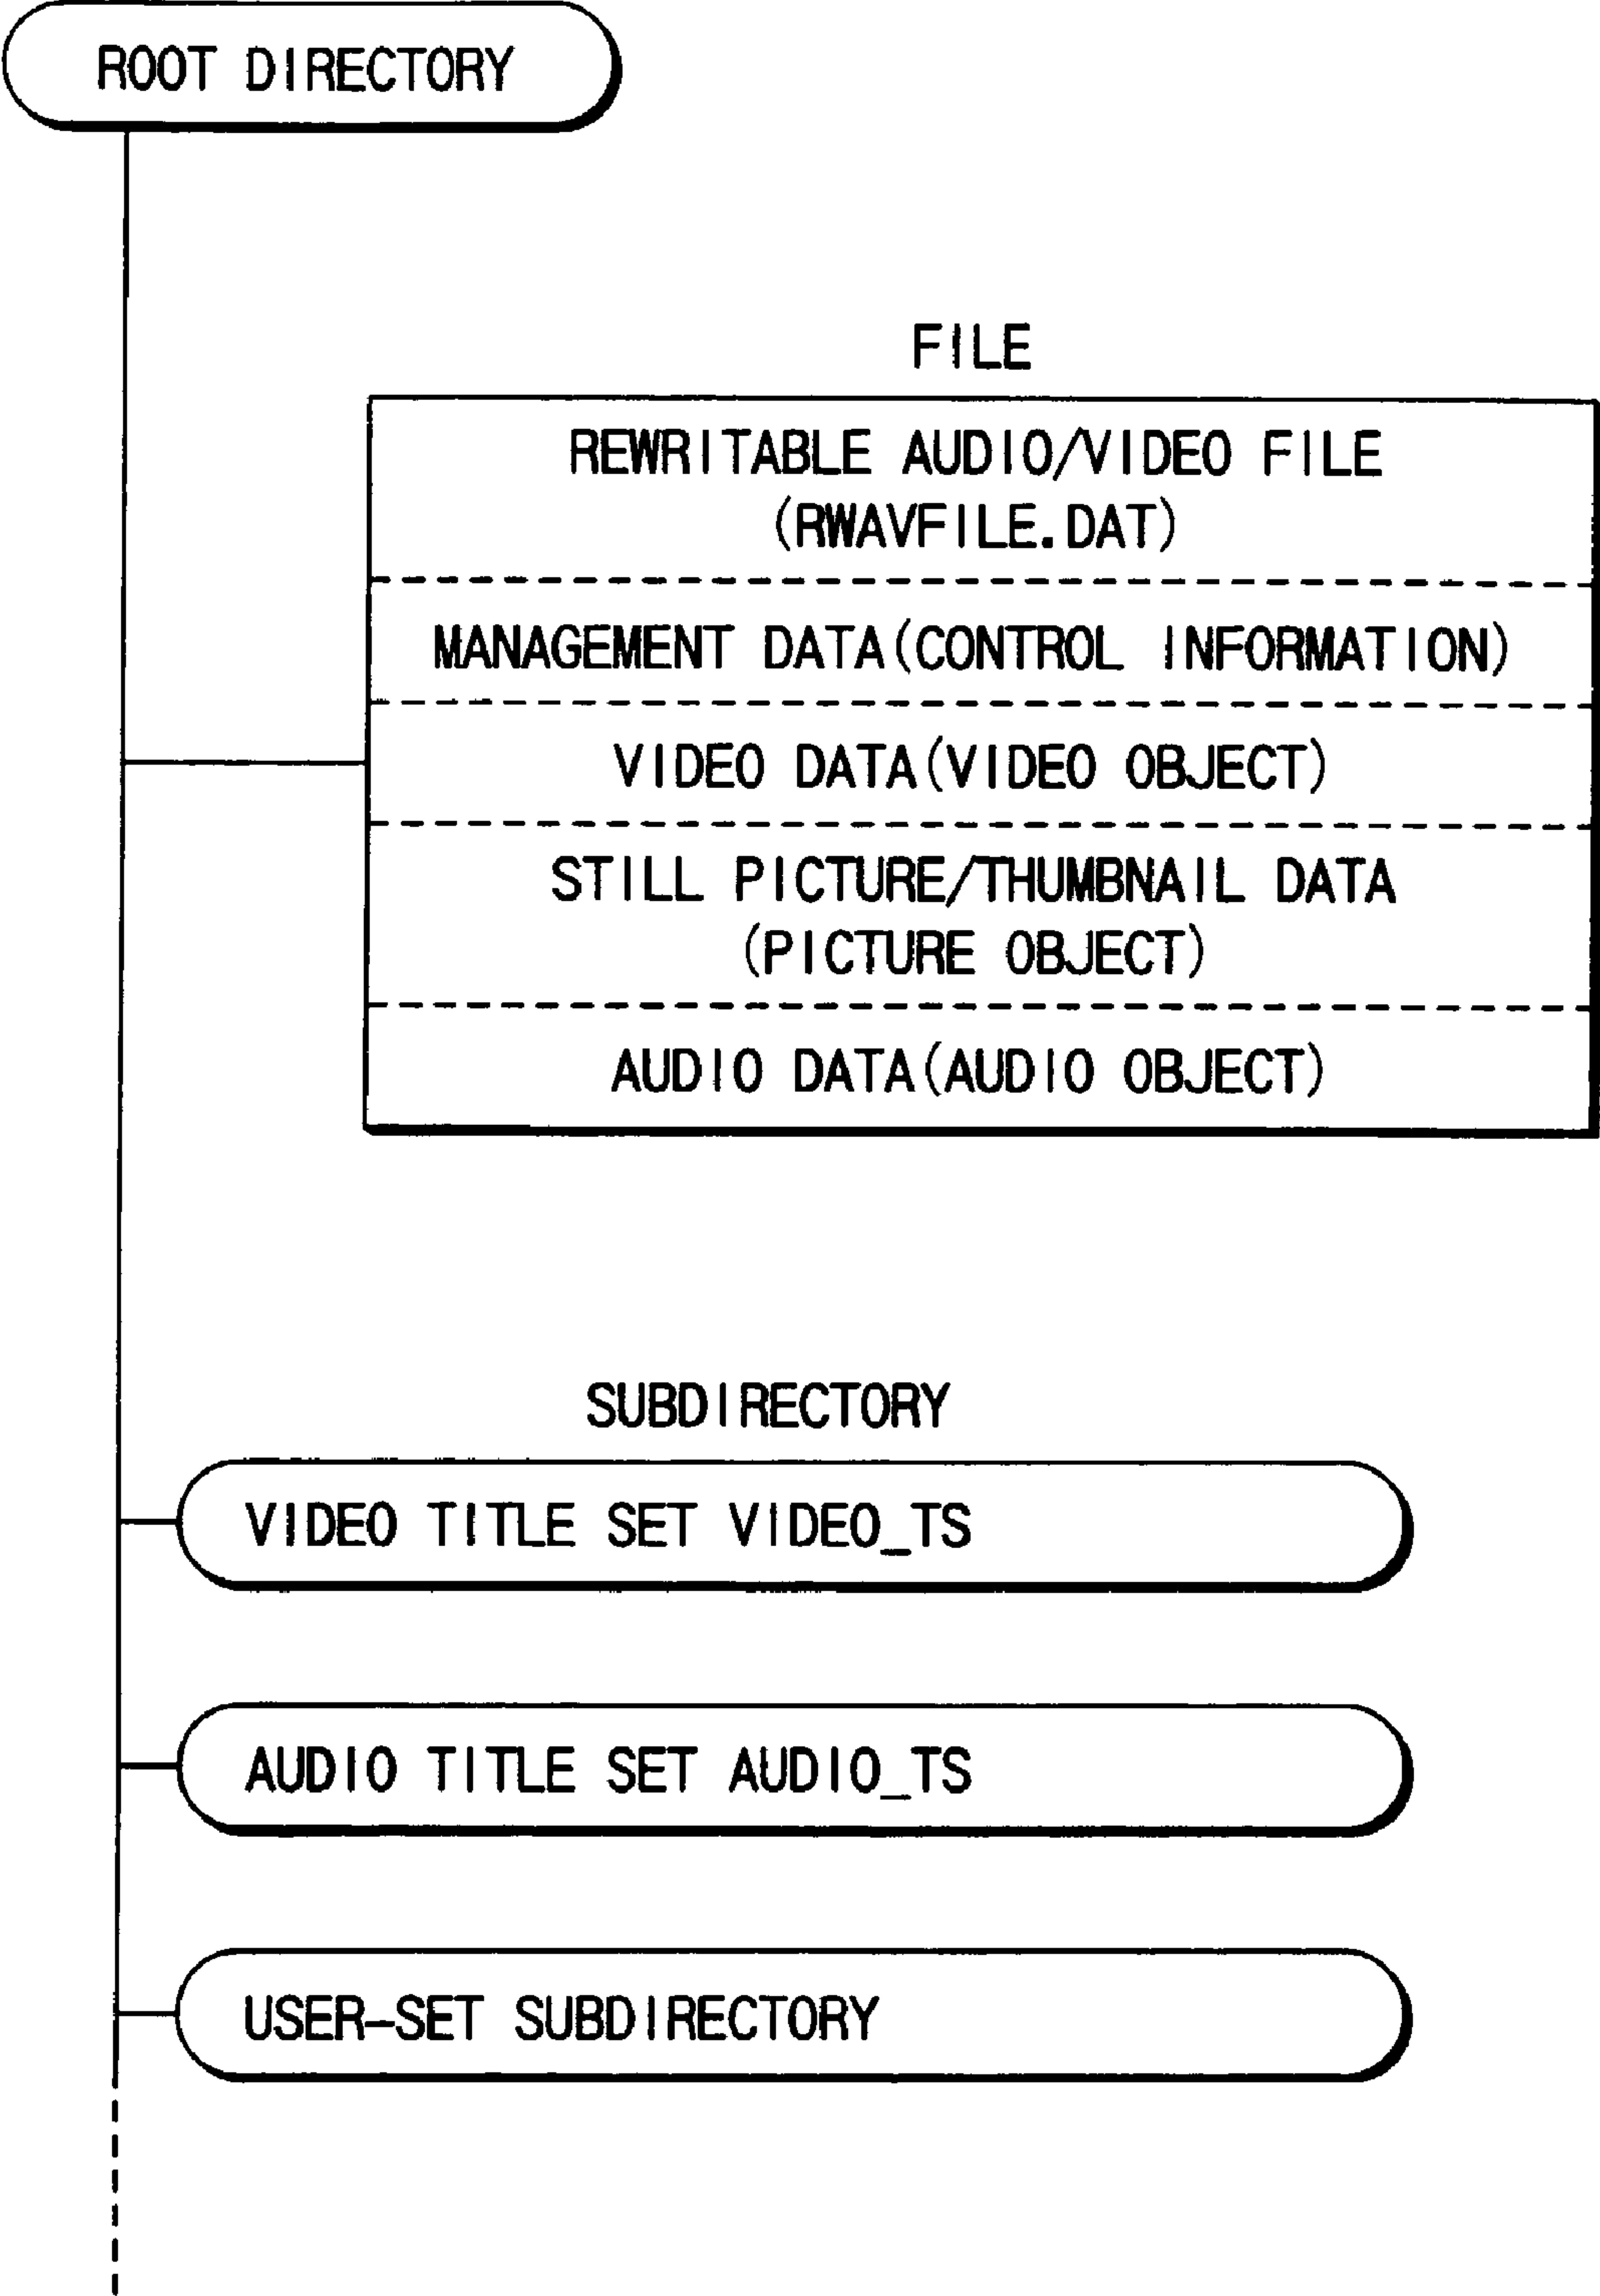 ROOT DIRECTORY
FILE
REWRITABLE AUDIO/VIDEO FILE
(RWAVFILE.DAT)
MANAGEMENT DATA(CONTROL INFORMATION)
VIDEO DATA(VIDEO OBJECT)
STILL PICTURE/THUMBNAIL DATA
(PICTURE OBJECT)
AUDIO DATA(AUDIO OBJECT)
SUBDIRECTORY
VIDEO TITLE SET VIDEO_TS
AUDIO TITLE SET AUDIO_TS
USER-SET SUBDIRECTORY